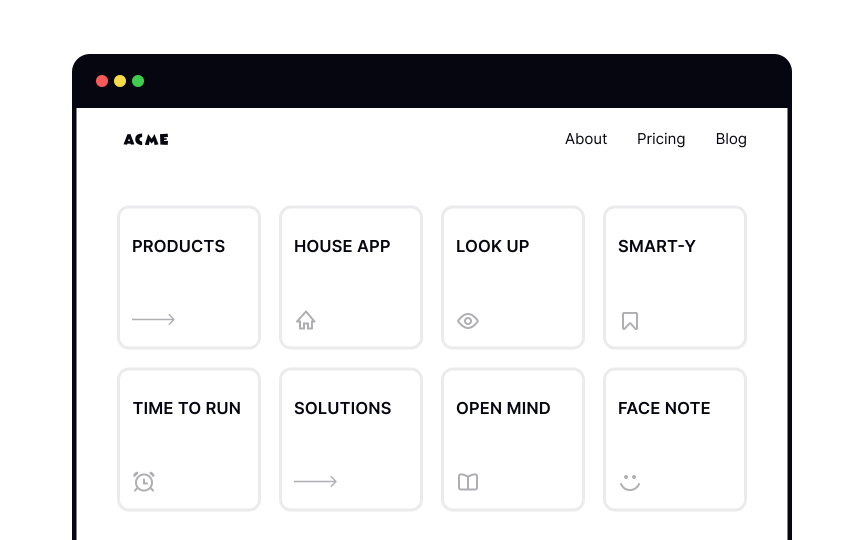 ACME
About Pricing Blog
PRODUCTS HOUSE APP LOOK UP SMART-Y
TIME TO RUN SOLUTIONS OPEN MIND FACE NOTE